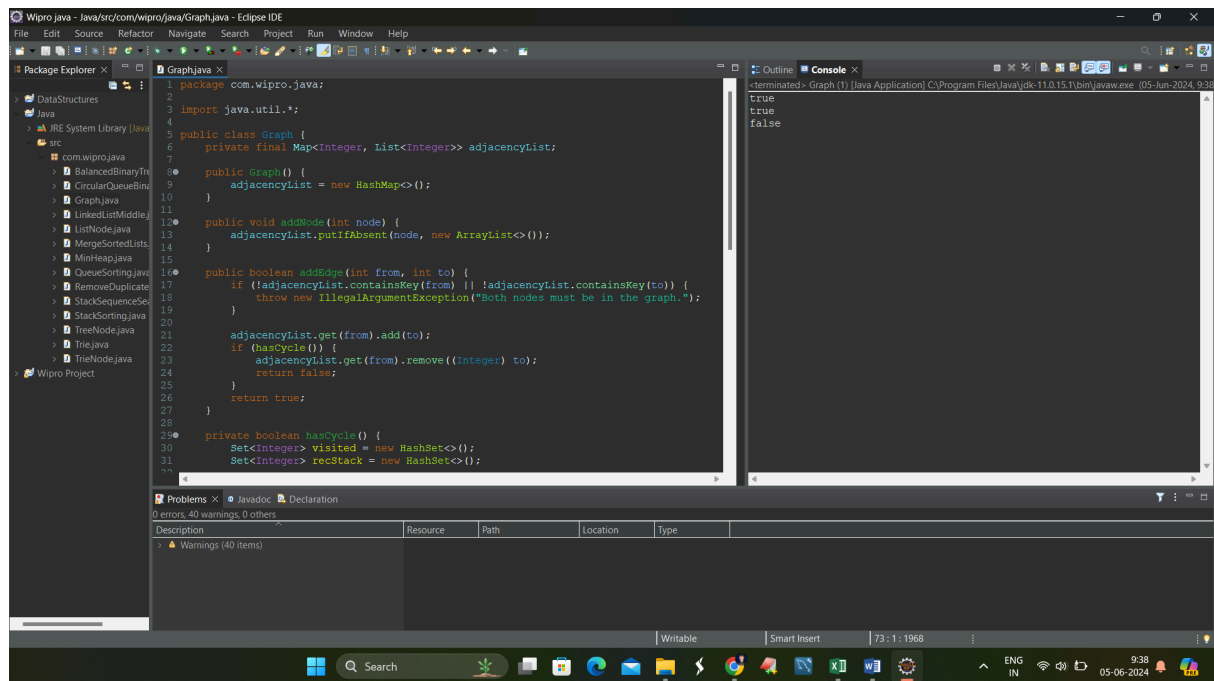 Wipro java - Java/src/com/wipro/java/Graph.java - Eclipse IDE
File Edit Source Refactor Navigate Search Project Run Window Help
Package Explorer
DataStructures
Java
JRE System Library [Java
src
com.wipro.java
BalancedBinaryTre
CircularQueueBina
Graph.java
LinkedListMiddle.j
ListNode.java
MergeSortedLists.
MinHeap.java
QueueSorting.java
RemoveDuplicate
StackSequenceSea
StackSorting.java
TreeNode.java
Trie.java
TrieNode.java
Wipro Project
Graph.java
1 package com.wipro.java;
2
3 import java.util.*;
4
5 public class Graph {
6 private final Map<Integer, List<Integer>> adjacencyList;
7
8 public Graph() {
9 adjacencyList = new HashMap<>();
10 }
11
12 public void addNode(int node) {
13 adjacencyList.putIfAbsent(node, new ArrayList<>());
14 }
15
16 public boolean addEdge(int from, int to) {
17 if (!adjacencyList.containsKey(from) || !adjacencyList.containsKey(to)) {
18 throw new IllegalArgumentException("Both nodes must be in the graph.");
19 }
20
21 adjacencyList.get(from).add(to);
22 if (hasCycle()) {
23 adjacencyList.get(from).remove((Integer) to);
24 return false;
25 }
26 return true;
27 }
28
29 private boolean hasCycle() {
30 Set<Integer> visited = new HashSet<>();
31 Set<Integer> recStack = new HashSet<>();
Outline Console
<terminated> Graph (1) [Java Application] C:\Program Files\Java\jdk-11.0.15.1\bin\javaw.exe (05-Jun-2024, 9:38
true
true
false
Problems Javadoc Declaration
0 errors, 40 warnings, 0 others
Description Resource Path Location Type
Warnings (40 items)
Writable Smart Insert 73 : 1 : 1968
Search
ENG
IN
9:38
05-06-2024